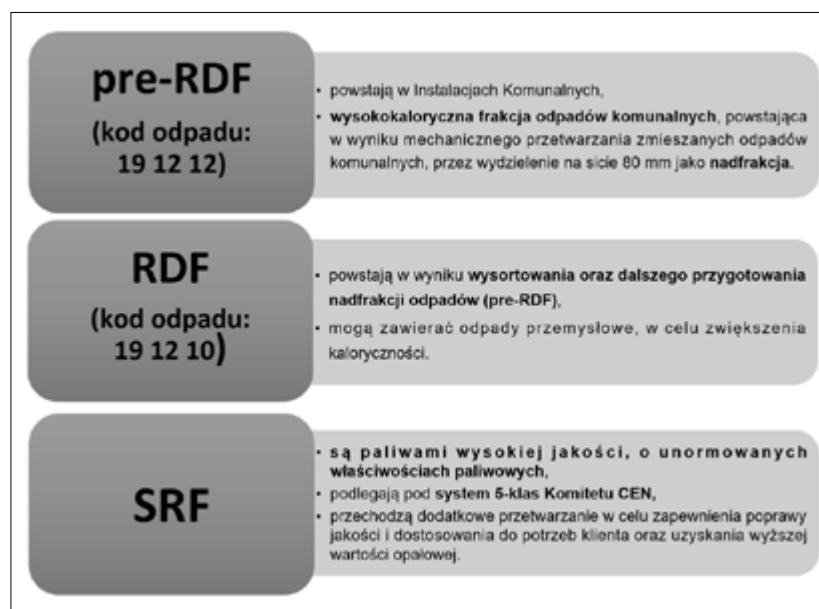 pre-RDF
(kod odpadu:
19 12 12)
• powstają w Instalacjach Komunalnych,
• wysokokaloryczna frakcja odpadów komunalnych, powstająca
w wyniku mechanicznego przetwarzania zmieszanych odpadów
komunalnych, przez wydzielenie na sicie 80 mm jako nadfrakcja.
RDF
(kod odpadu:
19 12 10)
• powstają w wyniku wysortowania oraz dalszego przygotowania
nadfrakcji odpadów (pre-RDF),
• mogą zawierać odpady przemysłowe, w celu zwiększenia
kaloryczności.
SRF
• są paliwami wysokiej jakości, o unormowanych
właściwościach paliwowych,
• podlegają pod system 5-klas Komitetu CEN,
• przechodzą dodatkowe przetwarzanie w celu zapewnienia poprawy
jakości i dostosowania do potrzeb klienta oraz uzyskania wyższej
wartości opałowej.